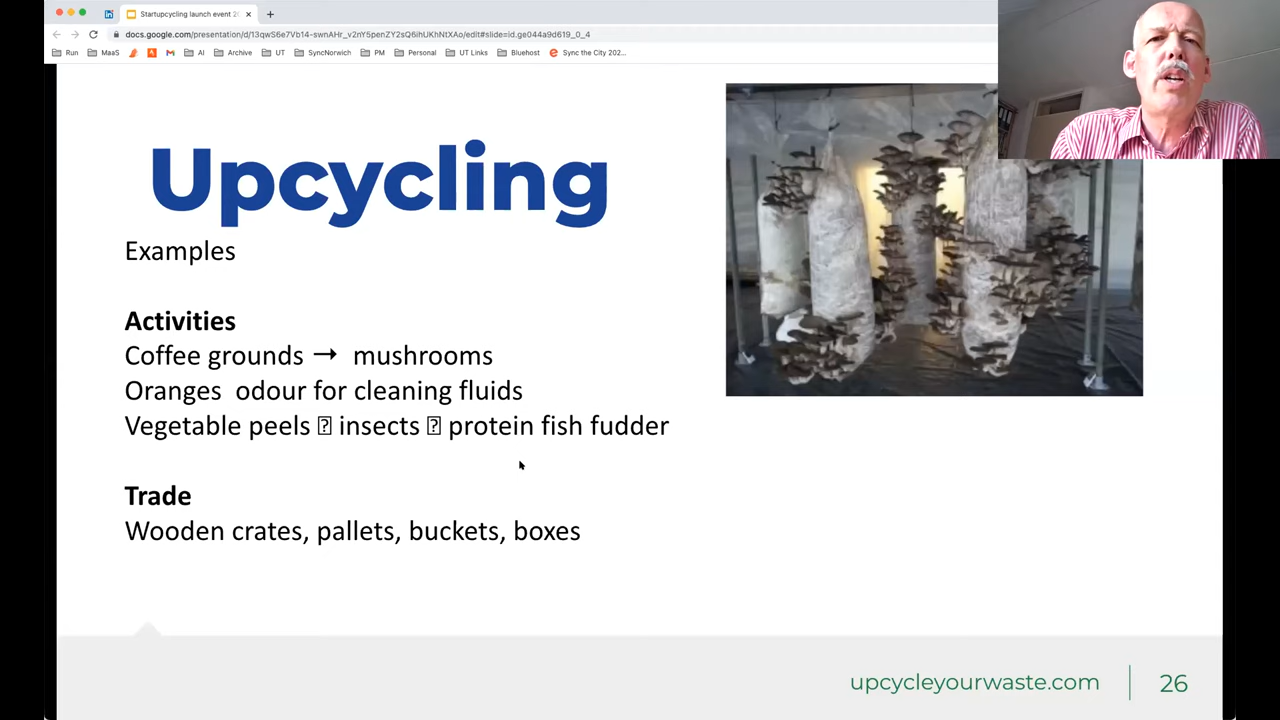 Startupcycling launch event 20
docs.google.com/presentation/d/13qwS6e7Vb14-swnAHr_v2nY5penZY2sQ6ihUKhNtXAo/edit#slide=id.ge044a9d619_0_4
Run MaaS AI Archive UT SyncNorwich PM Personal UT Links Bluehost Sync the City 202...
Upcycling
Examples
Activities
Coffee grounds → mushrooms
Oranges odour for cleaning fluids
Vegetable peels ⍰ insects ⍰ protein fish fudder
Trade
Wooden crates, pallets, buckets, boxes
upcycleyourwaste.com 26